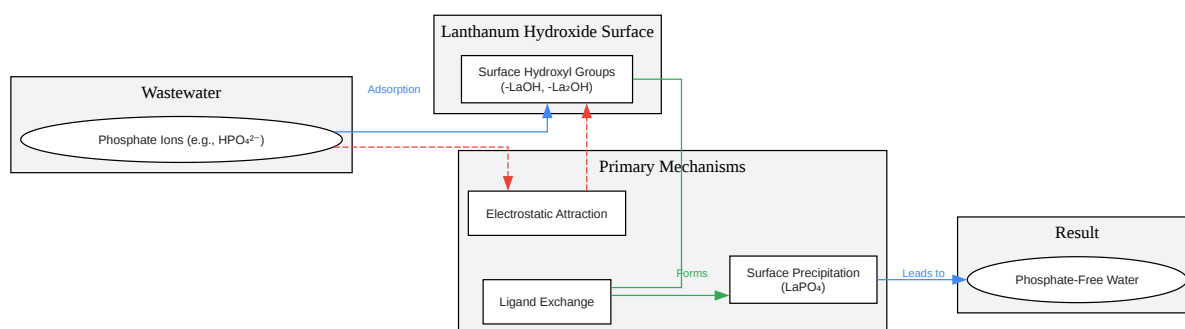 Lanthanum Hydroxide Surface
Surface Hydroxyl Groups
(-LaOH, -La₂OH)
Wastewater
Adsorption
Phosphate Ions (e.g., HPO₄²⁻)
Primary Mechanisms
Electrostatic Attraction
Ligand Exchange
Forms
Surface Precipitation
(LaPO₄)
Leads to
Result
Phosphate-Free Water